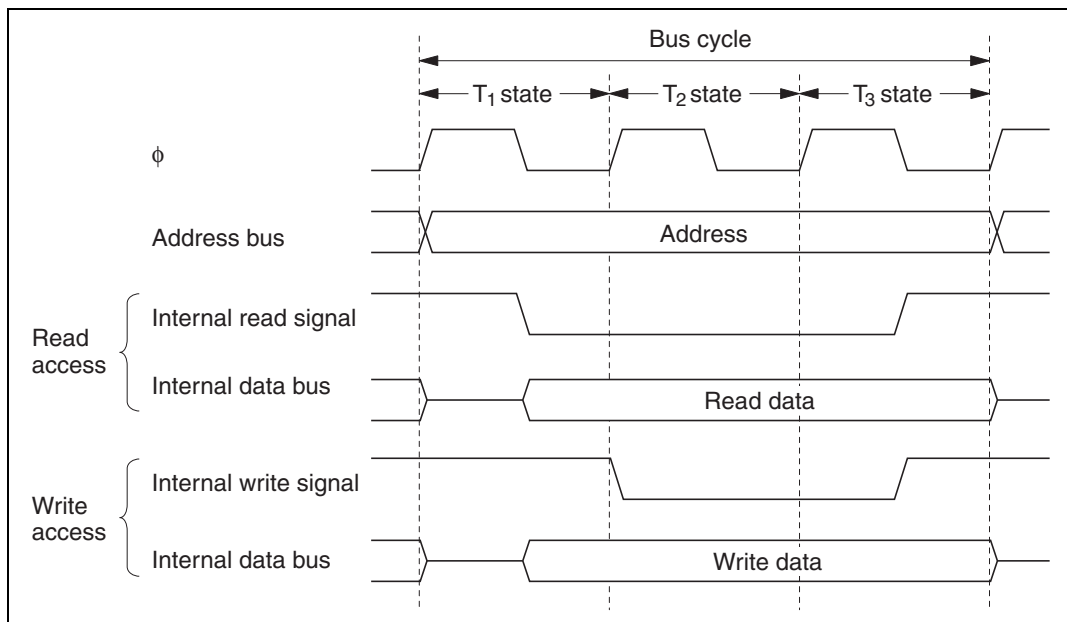 Bus cycle
T1 state
T2 state
T3 state
ϕ
Address bus
Address
Read
access
Internal read signal
Internal data bus
Read data
Write
access
Internal write signal
Internal data bus
Write data